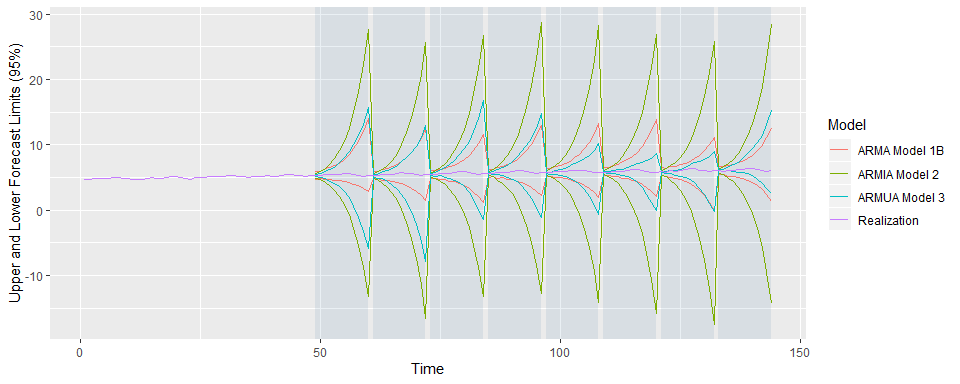 Upper and Lower Forecast Limits (95%)
30
20
10
0
-10
0
50
100
150
Time
Model
ARMA Model 1B
ARMIA Model 2
ARMUA Model 3
Realization